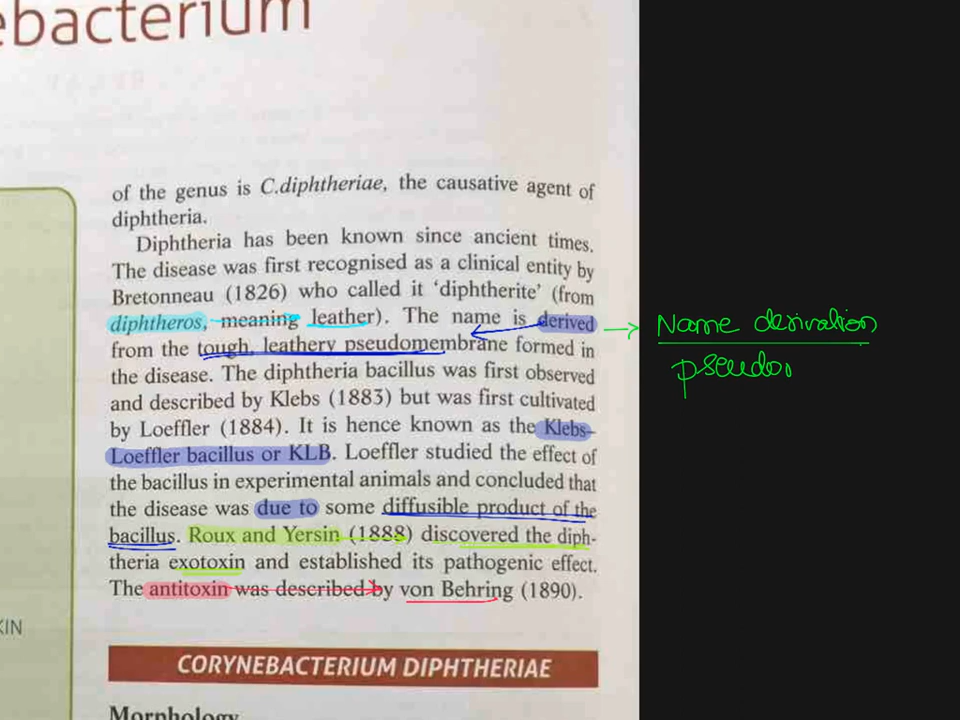 ebacterium
of the genus is C.diphtheriae, the causative agent of
diphtheria.
Diphtheria has been known since ancient times.
The disease was first recognised as a clinical entity by
Bretonneau (1826) who called it ‘diphtherite’ (from
diphtheros, meaning leather). The name is derived
from the tough, leathery pseudomembrane formed in
the disease. The diphtheria bacillus was first observed
and described by Klebs (1883) but was first cultivated
by Loeffler (1884). It is hence known as the Klebs–
Loeffler bacillus or KLB. Loeffler studied the effect of
the bacillus in experimental animals and concluded that
the disease was due to some diffusible product of the
bacillus. Roux and Yersin (1888) discovered the diph-
theria exotoxin and established its pathogenic effect.
The antitoxin was described by von Behring (1890).
Name derivation
pseudo
KIN
CORYNEBACTERIUM DIPHTHERIAE
Morphology